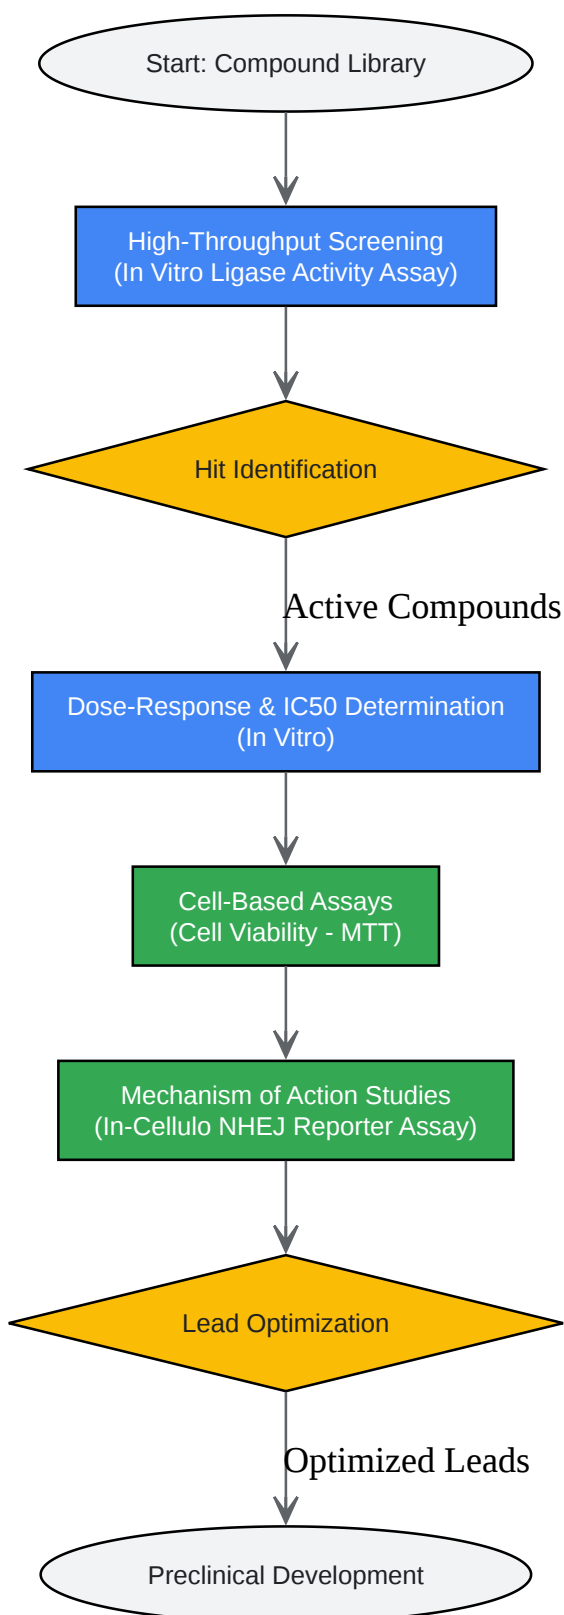 Start: Compound Library
High-Throughput Screening
(In Vitro Ligase Activity Assay)
Hit Identification
Active Compounds
Dose-Response & IC50 Determination
(In Vitro)
Cell-Based Assays
(Cell Viability - MTT)
Mechanism of Action Studies
(In-Cellulo NHEJ Reporter Assay)
Lead Optimization
Optimized Leads
Preclinical Development